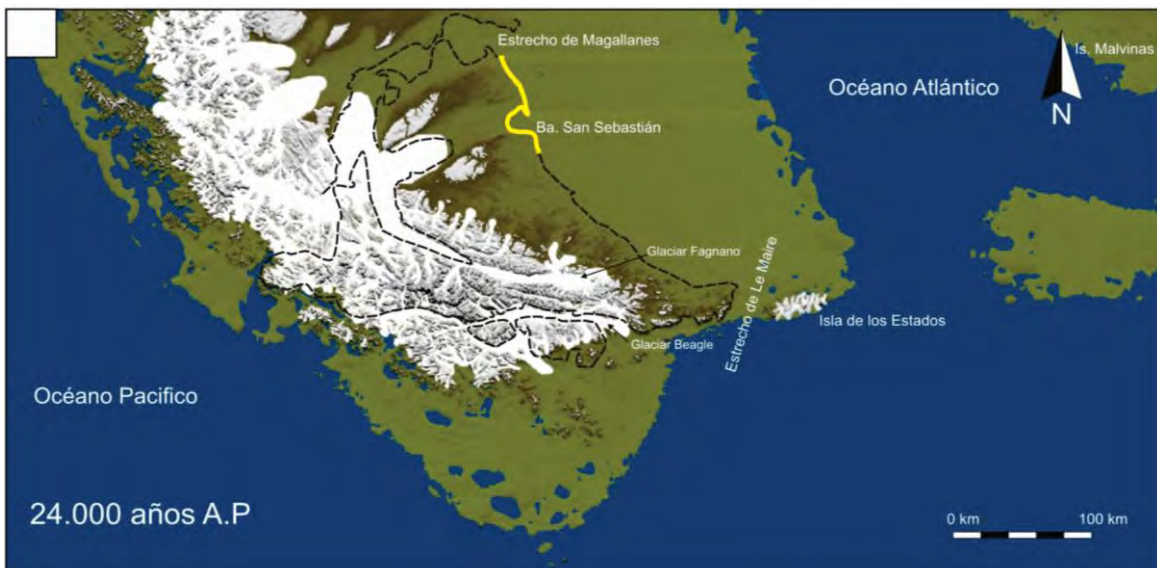 Estrecho de Magallanes
Is. Malvinas
Océano Atlántico
N
Ba. San Sebastián
Glaciar Fagnano
Estrecho de Le Maire
Isla de los Estados
Glaciar Beagle
Océano Pacifico
24.000 años A.P
0 km
100 km